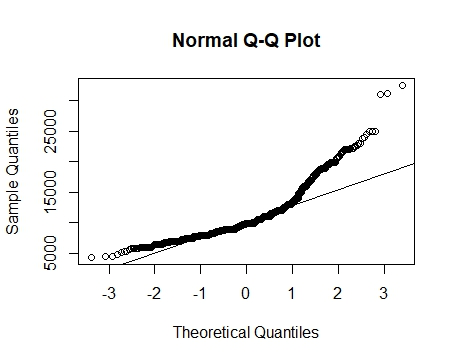 Normal Q-Q Plot
Sample Quantiles
25000
15000
5000
-3 -2 -1 0 1 2 3
Theoretical Quantiles